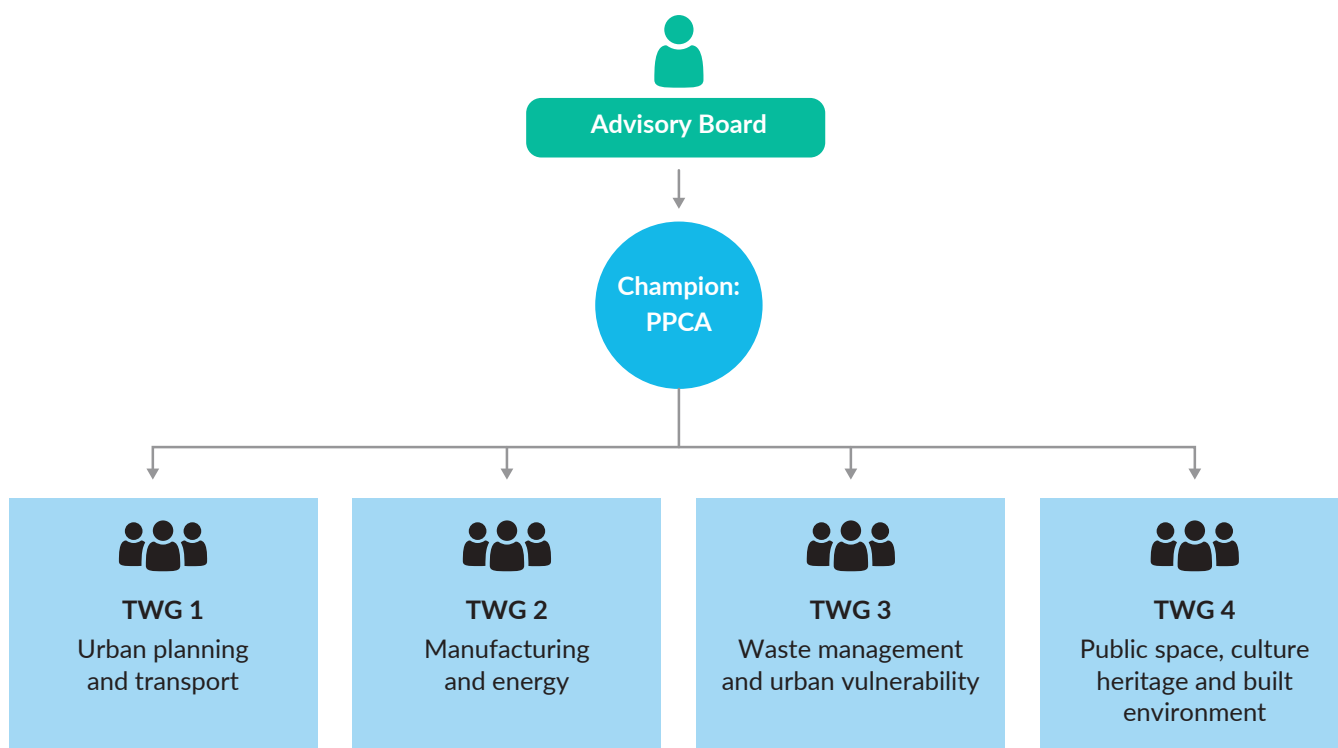 Advisory Board
Champion:
PPCA
TWG 1
Urban planning
and transport
TWG 2
Manufacturing
and energy
TWG 3
Waste management
and urban vulnerability
TWG 4
Public space, culture
heritage and built
environment